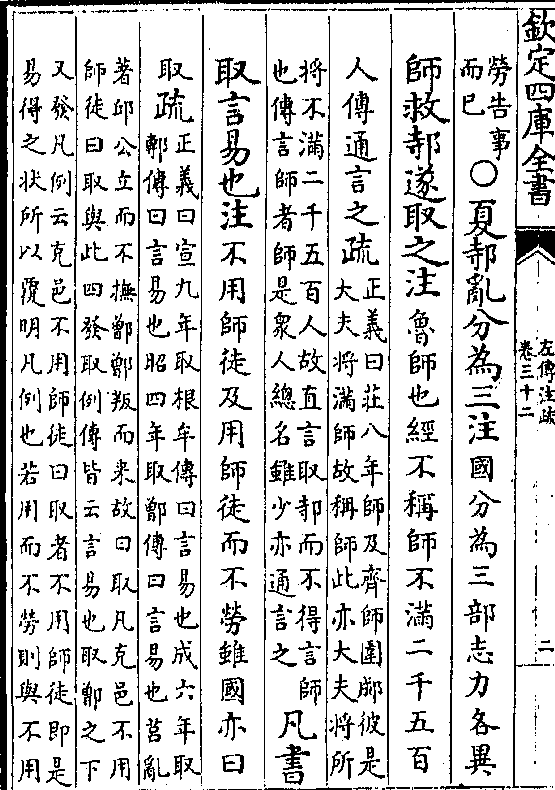 欽定四庫全書
左傳注疏
卷三十二
二
勞告事
而已
○夏邿亂分為三注國分為三部志力各異
師救邿遂取之注魯師也經不稱師不滿二千五百
人傳通言之疏
正義曰莊八年師及齊師圍郕彼是
大夫將滿師故稱師此亦大夫將所
將不滿二千五百人故直言取邿而不得言師
也傳言師者師是衆人總名雖少亦通言之
凡書
取言易也注不用師徒及用師徒而不勞雖國亦曰
取疏
正義曰宣九年取根牟傳曰言易也成六年取
鄟傳曰言易也昭四年取鄫傳曰言易也莒亂
著邱公立而不撫鄫鄫叛而来故曰取凡克邑不用
師徒曰取與此四發取例傳皆云言易也取鄫之下
又發凡例云克邑不用師徒曰取者不用師徒即是
易得之狀所以覆明凡例也若用而不勞則與不用